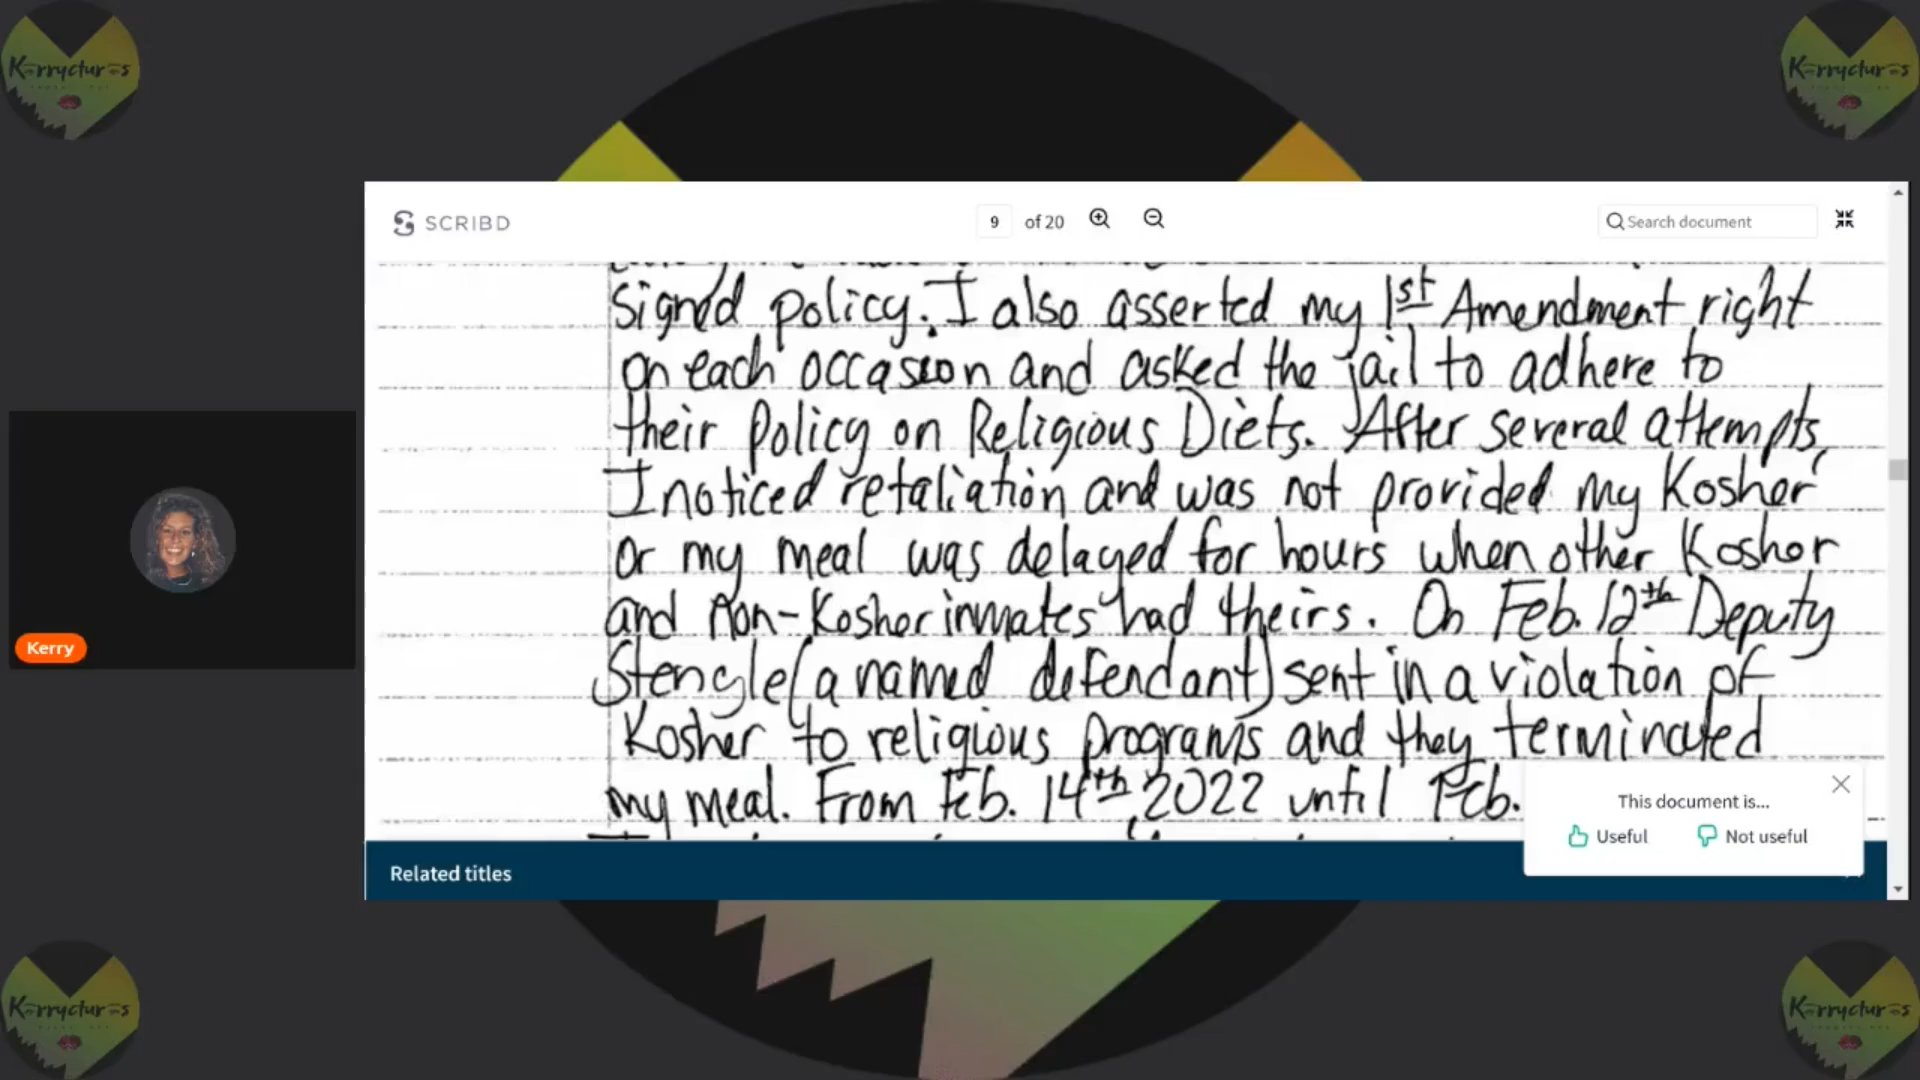 Kerryctures
Kerryctures
SCRIBD
9 of 20
Search document
signed policy. I also asserted my 1st Amendment right
on each occasion and asked the jail to adhere to
their Policy on Religious Diets. After several attempts,
I noticed retaliation and was not provided my Kosher
or my meal was delayed for hours when other Kosher
and non-Kosher inmates had theirs. On Feb. 12th Deputy
Stengle (a named defendant) sent in a violation of
Kosher to religious programs and they terminated
my meal. From Feb. 14th, 2022 until Feb.
Kerry
This document is...
Useful
Not useful
Related titles
Kerryctures
Kerryctures